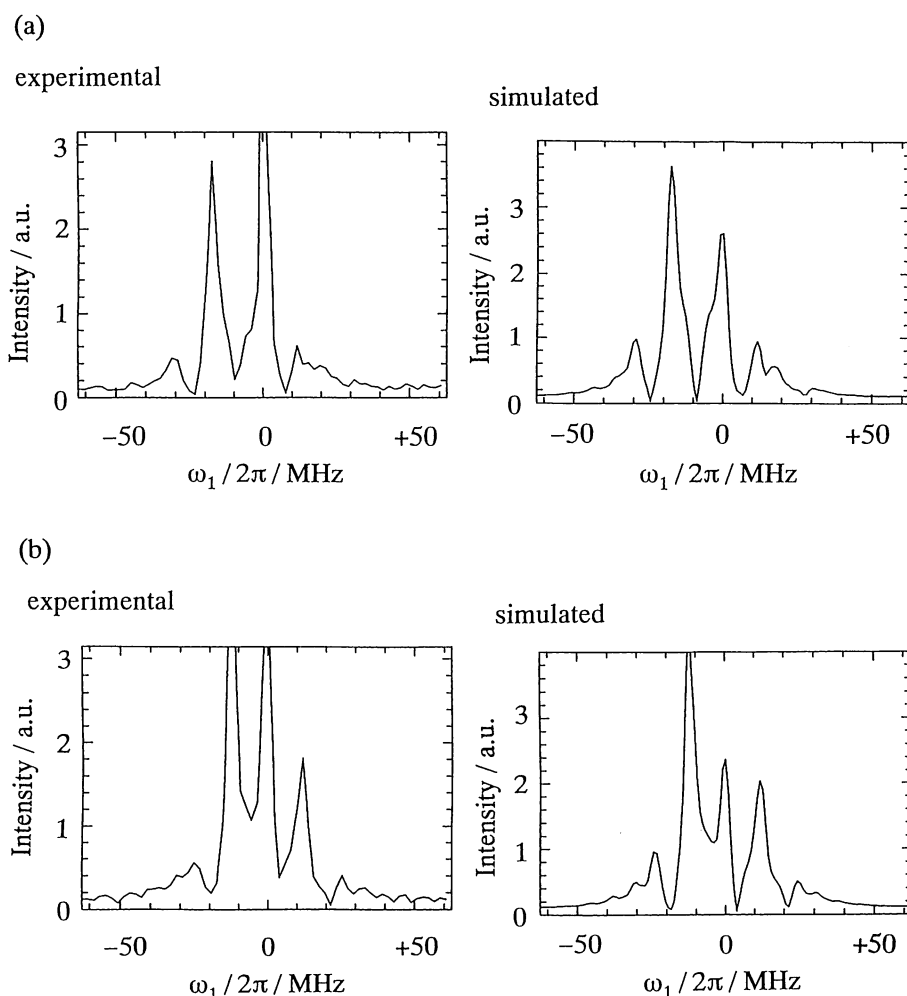 (a)
experimental
simulated
Intensity / a.u.
3
2
1
0
−50 0 +50
ω₁ / 2π / MHz
Intensity / a.u.
3
2
1
0
−50 0 +50
ω₁ / 2π / MHz
(b)
experimental
simulated
Intensity / a.u.
3
2
1
0
−50 0 +50
ω₁ / 2π / MHz
Intensity / a.u.
3
2
1
0
−50 0 +50
ω₁ / 2π / MHz